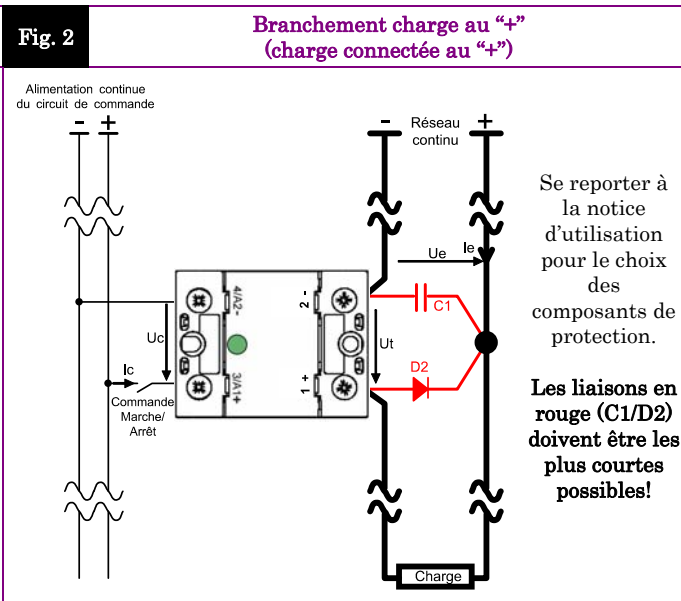 Fig. 2
Branchement charge au “+”
(charge connectée au “+”)
Alimentation continue
du circuit de commande
- +
- Réseau +
continu
Ue Ie
4/A2-
2 -
C1
Uc
Ut
D2
Ic
3/A1+
1 +
Commande
Marche/
Arrêt
Charge
Se reporter à
la notice
d’utilisation
pour le choix
des
composants de
protection.
Les liaisons en
rouge (C1/D2)
doivent être les
plus courtes
possibles!